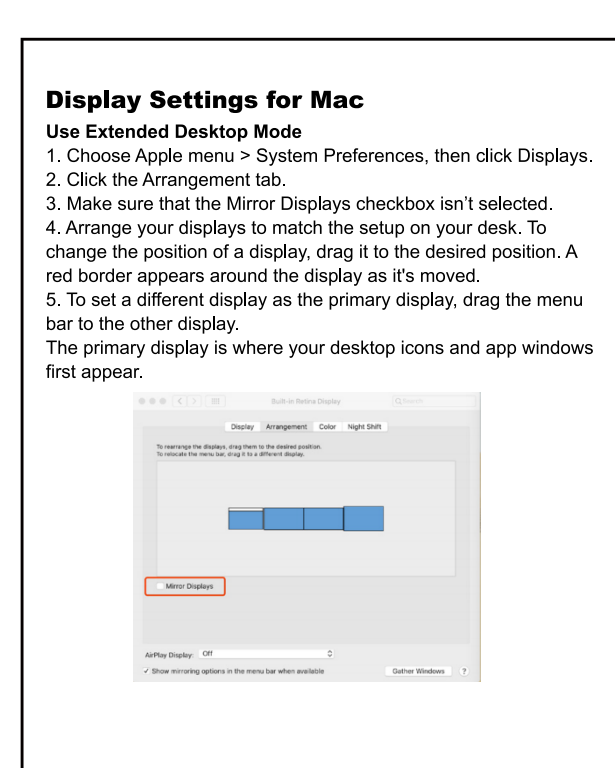 Display Settings for Mac
Use Extended Desktop Mode
1. Choose Apple menu > System Preferences, then click Displays.
2. Click the Arrangement tab.
3. Make sure that the Mirror Displays checkbox isn’t selected.
4. Arrange your displays to match the setup on your desk. To
change the position of a display, drag it to the desired position. A
red border appears around the display as it's moved.
5. To set a different display as the primary display, drag the menu
bar to the other display.
The primary display is where your desktop icons and app windows
first appear.
Built-in Retina Display
Search
Display Arrangement Color Night Shift
To rearrange the displays, drag them to the desired position.
To relocate the menu bar, drag it to a different display.
Mirror Displays
AirPlay Display: Off
Show mirroring options in the menu bar when available
Gather Windows ?